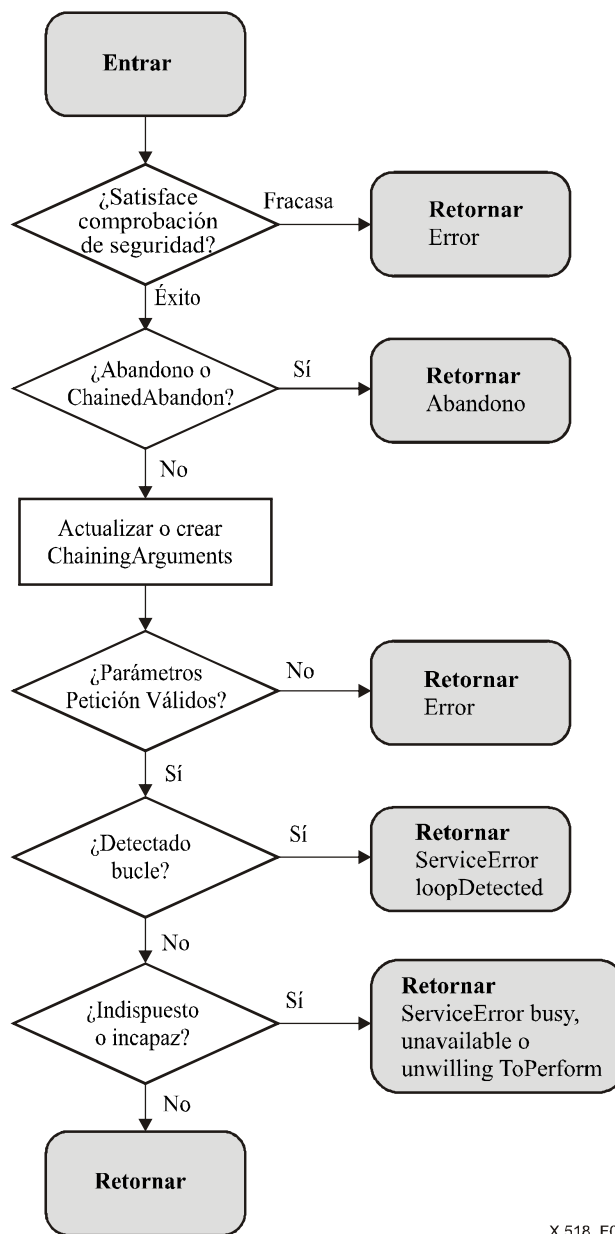 Entrar
¿Satisface
comprobación
de seguridad?
Fracasa
Retornar
Error
Éxito
¿Abandono o
ChainedAbandon?
Sí
Retornar
Abandono
No
Actualizar o crear
ChainingArguments
¿Parámetros
Petición Válidos?
No
Retornar
Error
Sí
¿Detectado
bucle?
Sí
Retornar
ServiceError
loopDetected
No
¿Indispuesto
o incapaz?
Sí
Retornar
ServiceError busy,
unavailable o
unwilling ToPerform
No
Retornar
X.518_F0